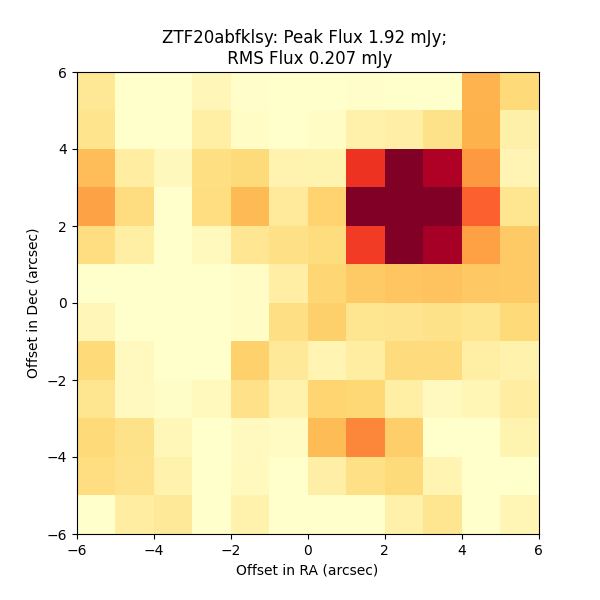 ZTF20abfklsy: Peak Flux 1.92 mJy;
RMS Flux 0.207 mJy
6
4
2
0
−2
−4
−6
Offset in Dec (arcsec)
−6 −4 −2 0 2 4 6
Offset in RA (arcsec)